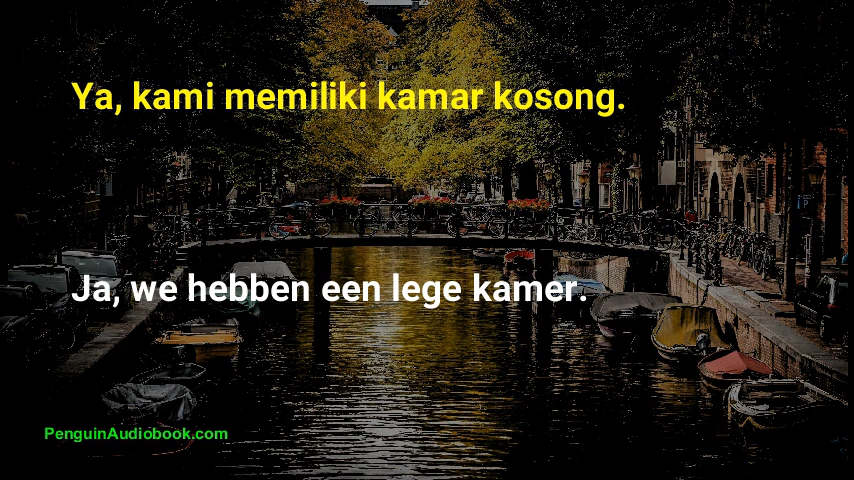 Ya, kami memiliki kamar kosong.
Ja, we hebben een lege kamer.
PenguinAudiobook.com